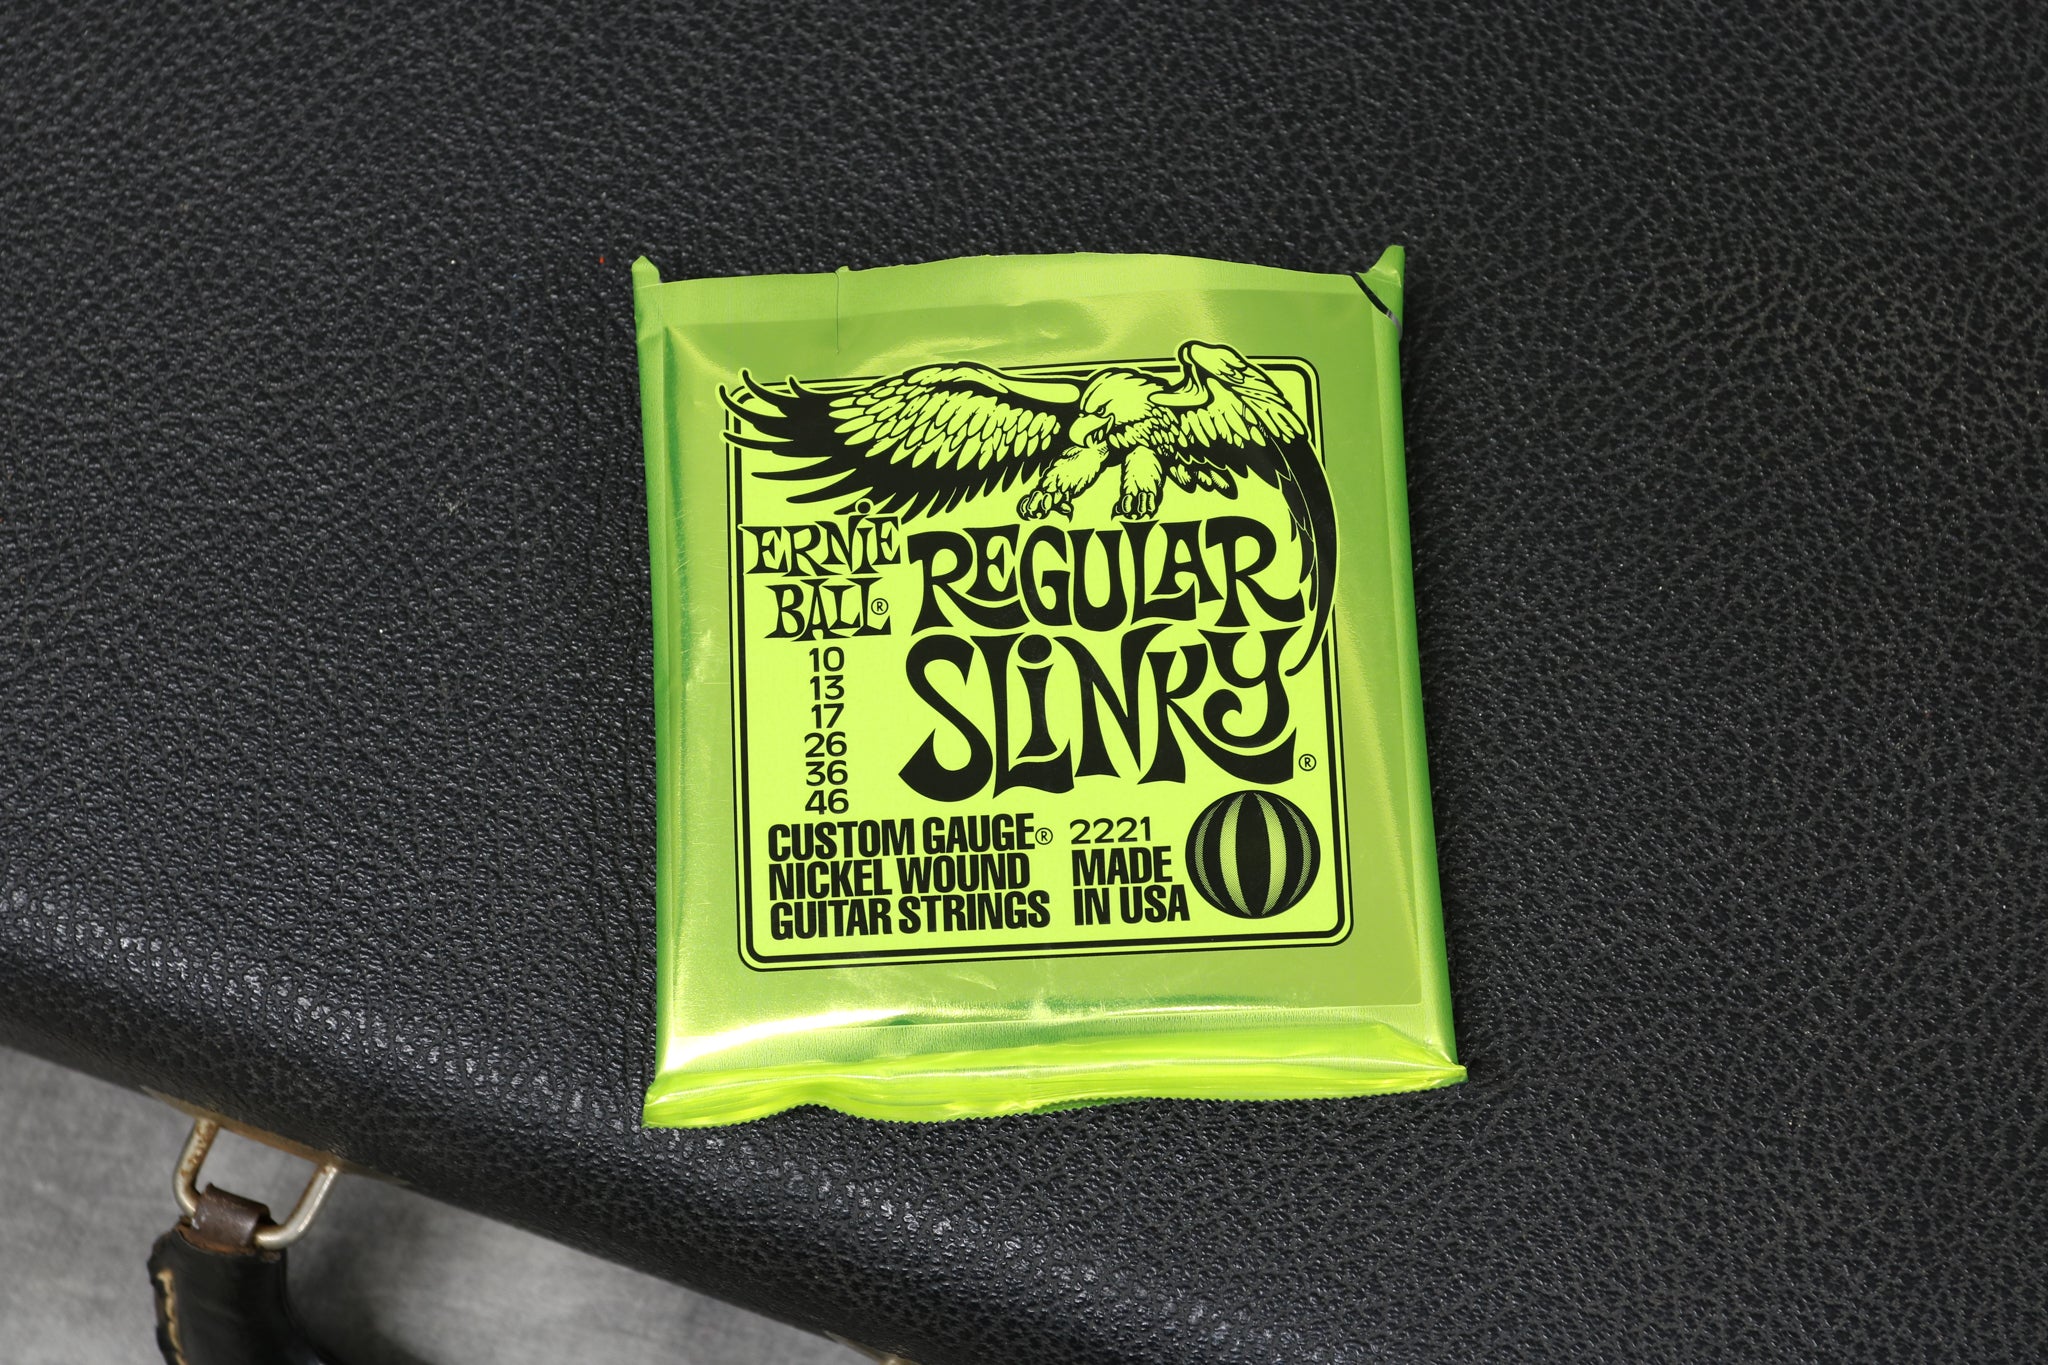 ERNIE
BALL®
REGULAR
SLINKY®
10
13
17
26
36
46
CUSTOM GAUGE®
NICKEL WOUND
GUITAR STRINGS
2221
MADE
IN USA